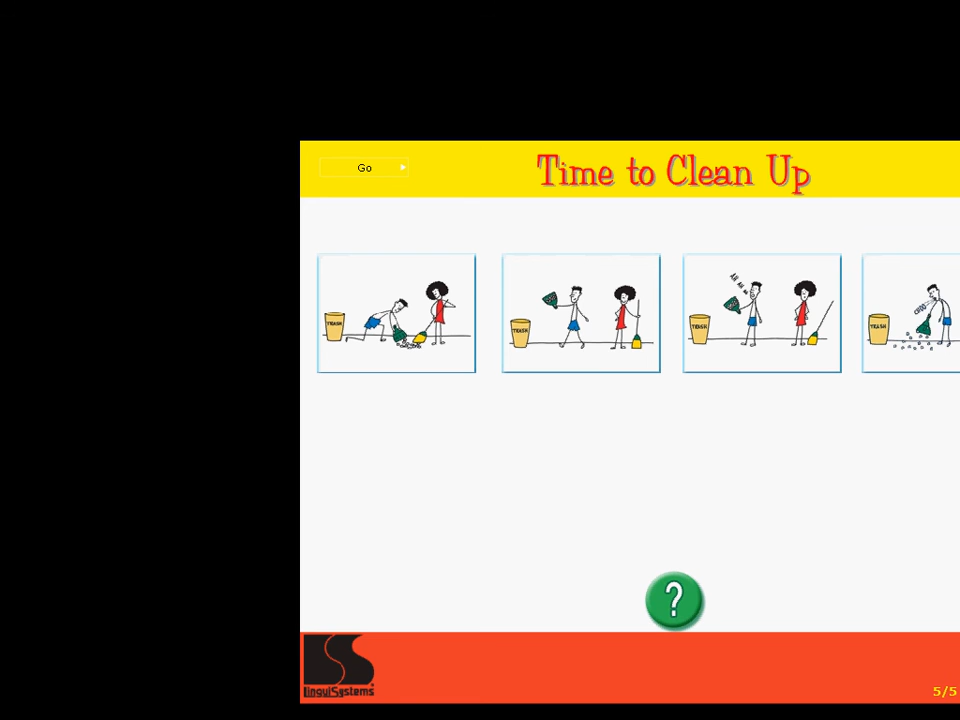 Go
Time to Clean Up
TRASH
TRASH
TRASH
TRASH
?
LinguiSystems
5/5